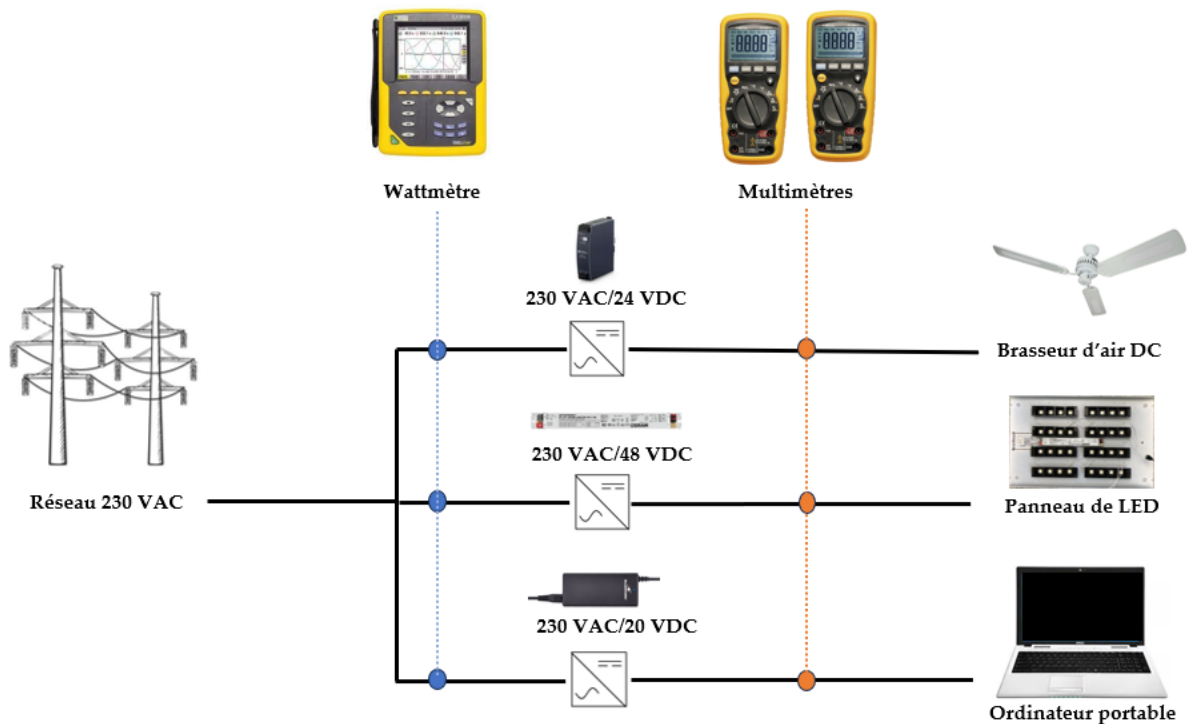 Wattmètre
Multimètres
230 VAC/24 VDC
Brasseur d'air DC
Réseau 230 VAC
230 VAC/48 VDC
Panneau de LED
230 VAC/20 VDC
Ordinateur portable